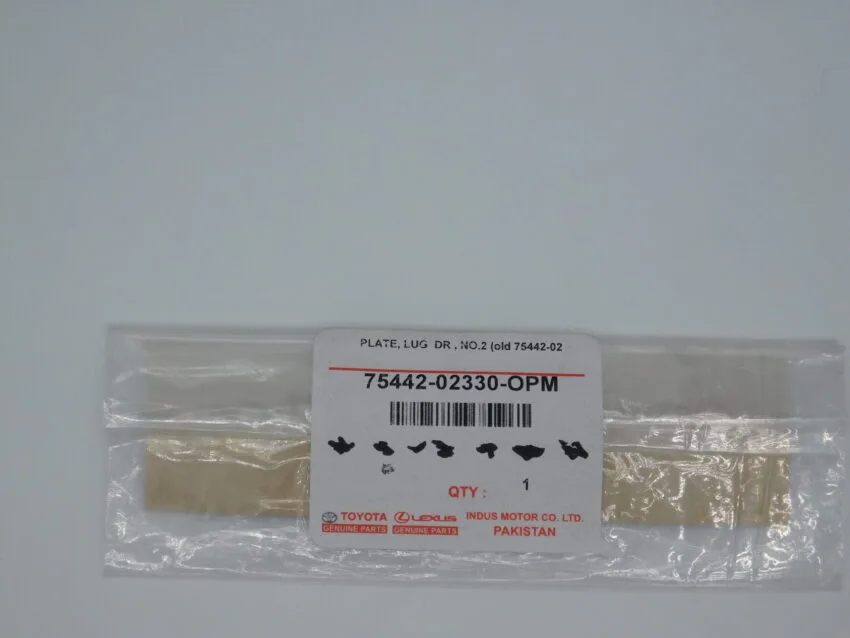 PLATE, LUG DR , NO.2 (old 75442-02
75442-02330-OPM
QTY : 1
TOYOTA LEXUS INDUS MOTOR CO. LTD.
GENUINE PARTS GENUINE PARTS PAKISTAN